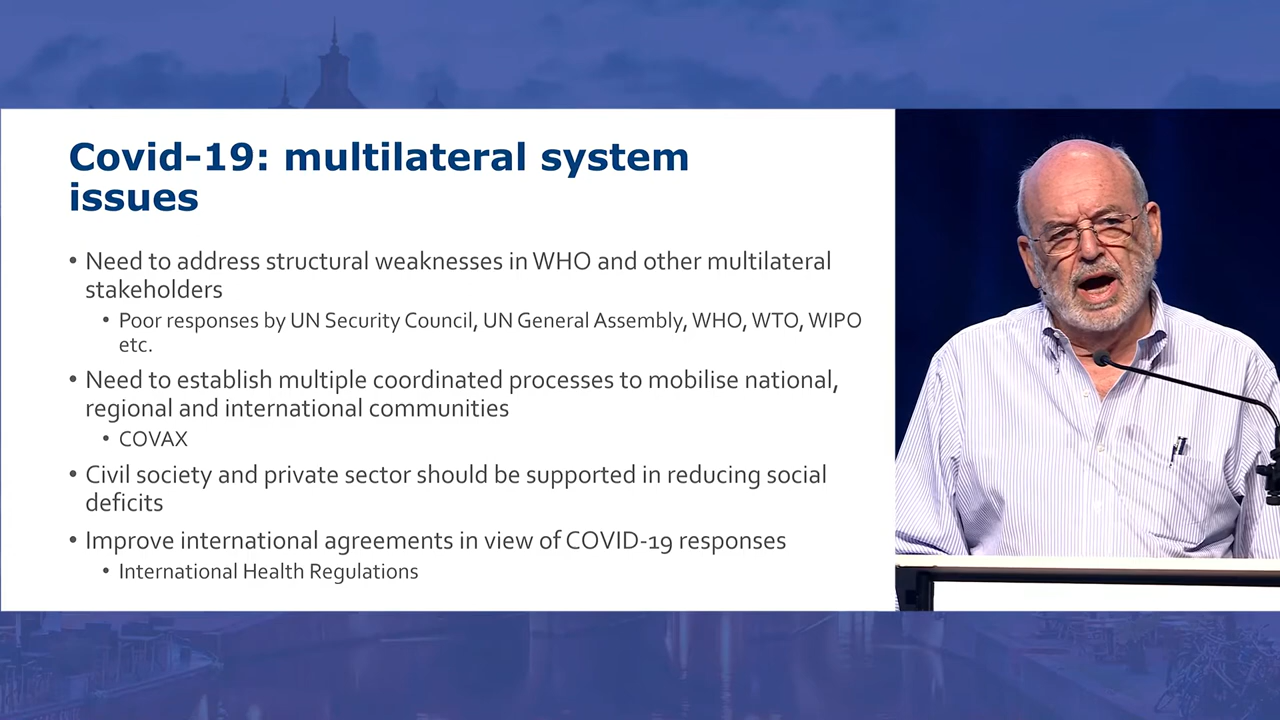 Covid-19: multilateral system
issues
• Need to address structural weaknesses in WHO and other multilateral
stakeholders
• Poor responses by UN Security Council, UN General Assembly, WHO, WTO, WIPO
etc.
• Need to establish multiple coordinated processes to mobilise national,
regional and international communities
• COVAX
• Civil society and private sector should be supported in reducing social
deficits
• Improve international agreements in view of COVID-19 responses
• International Health Regulations